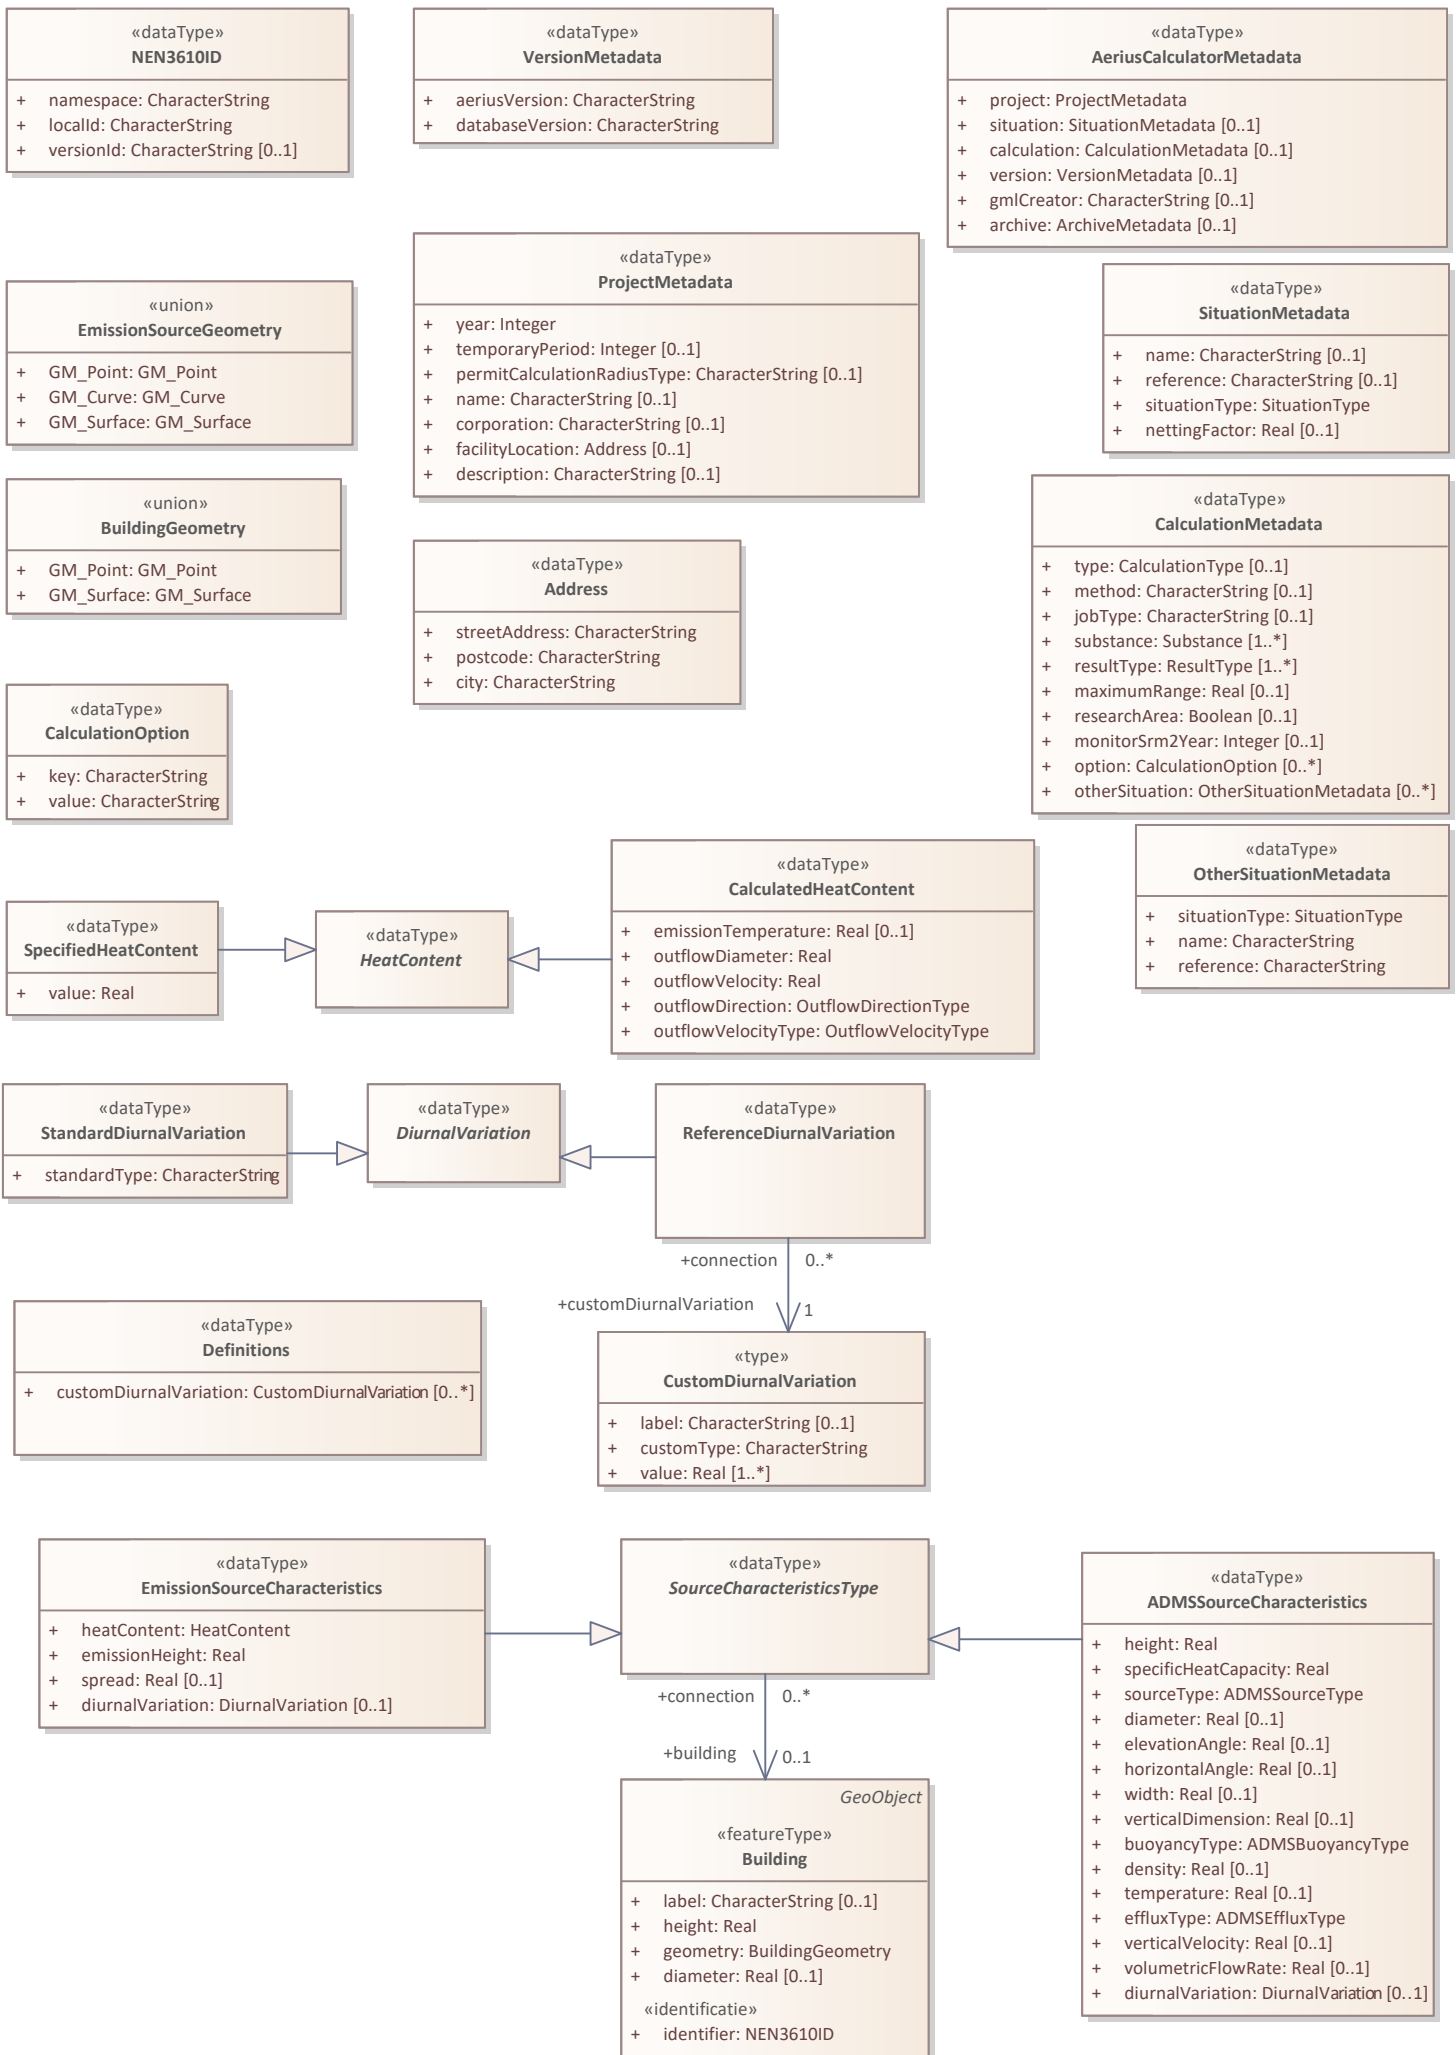 «dataType»
NEN3610ID
+ namespace: CharacterString
+ localId: CharacterString
+ versionId: CharacterString [0..1]
«dataType»
VersionMetadata
+ aeriusVersion: CharacterString
+ databaseVersion: CharacterString
«dataType»
AeriusCalculatorMetadata
+ project: ProjectMetadata
+ situation: SituationMetadata [0..1]
+ calculation: CalculationMetadata [0..1]
+ version: VersionMetadata [0..1]
+ gmlCreator: CharacterString [0..1]
+ archive: ArchiveMetadata [0..1]
«union»
EmissionSourceGeometry
+ GM_Point: GM_Point
+ GM_Curve: GM_Curve
+ GM_Surface: GM_Surface
«dataType»
ProjectMetadata
+ year: Integer
+ temporaryPeriod: Integer [0..1]
+ permitCalculationRadiusType: CharacterString [0..1]
+ name: CharacterString [0..1]
+ corporation: CharacterString [0..1]
+ facilityLocation: Address [0..1]
+ description: CharacterString [0..1]
«dataType»
SituationMetadata
+ name: CharacterString [0..1]
+ reference: CharacterString [0..1]
+ situationType: SituationType
+ nettingFactor: Real [0..1]
«union»
BuildingGeometry
+ GM_Point: GM_Point
+ GM_Surface: GM_Surface
«dataType»
Address
+ streetAddress: CharacterString
+ postcode: CharacterString
+ city: CharacterString
«dataType»
CalculationMetadata
+ type: CalculationType [0..1]
+ method: CharacterString [0..1]
+ jobType: CharacterString [0..1]
+ substance: Substance [1..*]
+ resultType: ResultType [1..*]
+ maximumRange: Real [0..1]
+ researchArea: Boolean [0..1]
+ monitorSrm2Year: Integer [0..1]
+ option: CalculationOption [0..*]
+ otherSituation: OtherSituationMetadata [0..*]
«dataType»
CalculationOption
+ key: CharacterString
+ value: CharacterString
«dataType»
SpecifiedHeatContent
+ value: Real
«dataType»
HeatContent
«dataType»
CalculatedHeatContent
+ emissionTemperature: Real [0..1]
+ outflowDiameter: Real
+ outflowVelocity: Real
+ outflowDirection: OutflowDirectionType
+ outflowVelocityType: OutflowVelocityType
«dataType»
OtherSituationMetadata
+ situationType: SituationType
+ name: CharacterString
+ reference: CharacterString
«dataType»
StandardDiurnalVariation
+ standardType: CharacterString
«dataType»
DiurnalVariation
«dataType»
ReferenceDiurnalVariation
+connection 0..*
+customDiurnalVariation 1
«dataType»
Definitions
+ customDiurnalVariation: CustomDiurnalVariation [0..*]
«type»
CustomDiurnalVariation
+ label: CharacterString [0..1]
+ customType: CharacterString
+ value: Real [1..*]
«dataType»
EmissionSourceCharacteristics
+ heatContent: HeatContent
+ emissionHeight: Real
+ spread: Real [0..1]
+ diurnalVariation: DiurnalVariation [0..1]
«dataType»
SourceCharacteristicsType
+connection 0..*
+building 0..1
«dataType»
ADMSSourceCharacteristics
+ height: Real
+ specificHeatCapacity: Real
+ sourceType: ADMSSourceType
+ diameter: Real [0..1]
+ elevationAngle: Real [0..1]
+ horizontalAngle: Real [0..1]
+ width: Real [0..1]
+ verticalDimension: Real [0..1]
+ buoyancyType: ADMSBuoyancyType
+ density: Real [0..1]
+ temperature: Real [0..1]
+ effluxType: ADMSEffluxType
+ verticalVelocity: Real [0..1]
+ volumetricFlowRate: Real [0..1]
+ diurnalVariation: DiurnalVariation [0..1]
GeoObject
«featureType»
Building
+ label: CharacterString [0..1]
+ height: Real
+ geometry: BuildingGeometry
+ diameter: Real [0..1]
«identificatie»
+ identifier: NEN3610ID